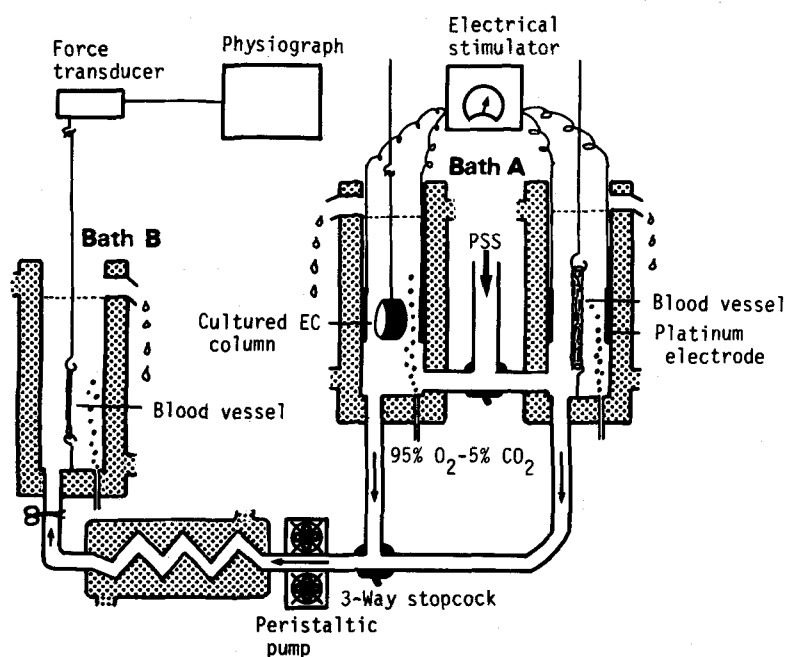 Electrical
stimulator
Force
transducer
Physiograph
Bath A
Bath B
PSS
Cultured EC
column
Blood vessel
Platinum
electrode
Blood vessel
95% O₂-5% CO₂
3-Way stopcock
Peristaltic
pump